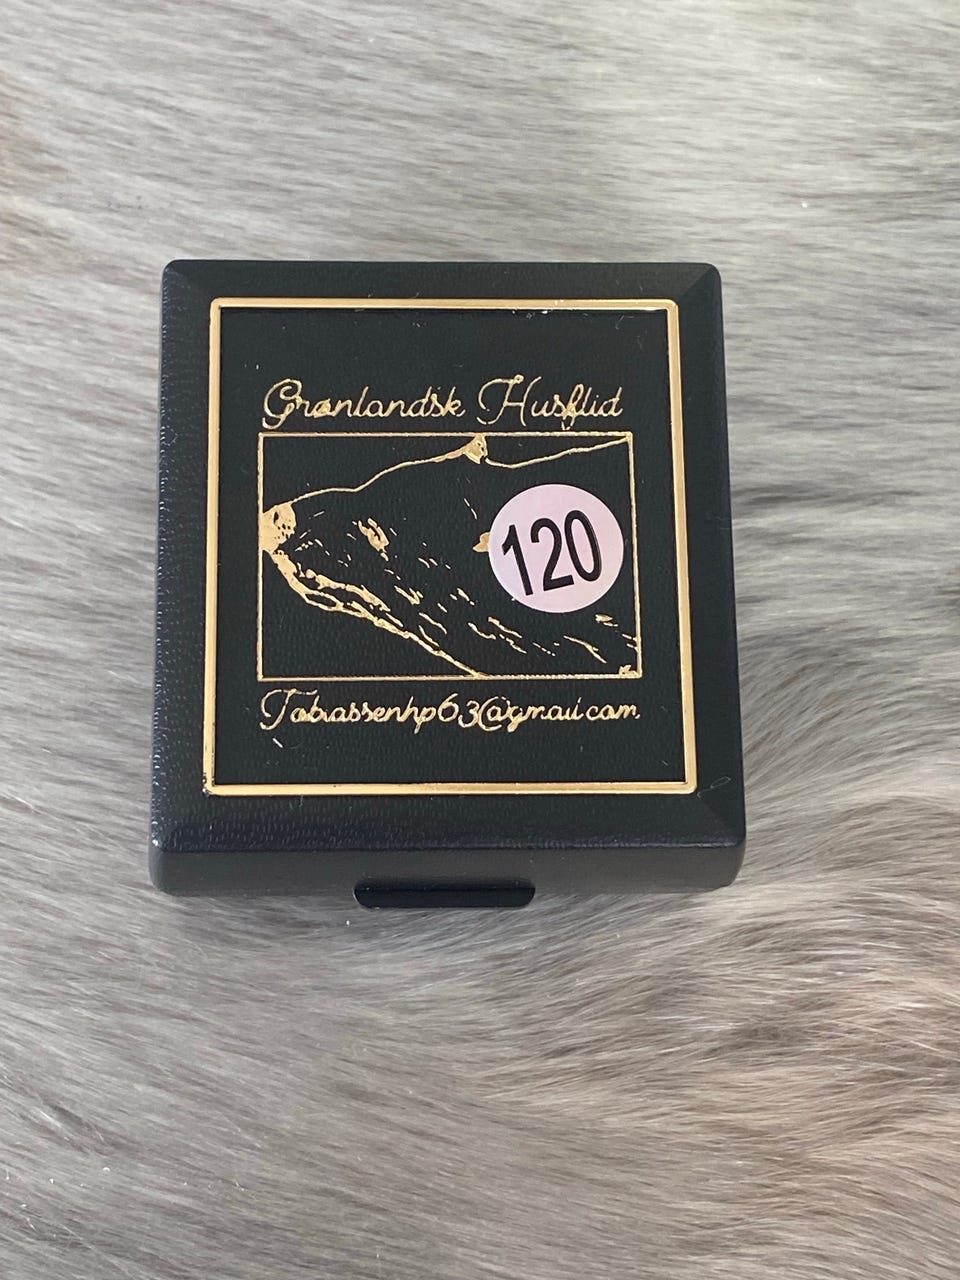 Grønlandsk Husflid
120
Tobiassenhp63@gmail.com